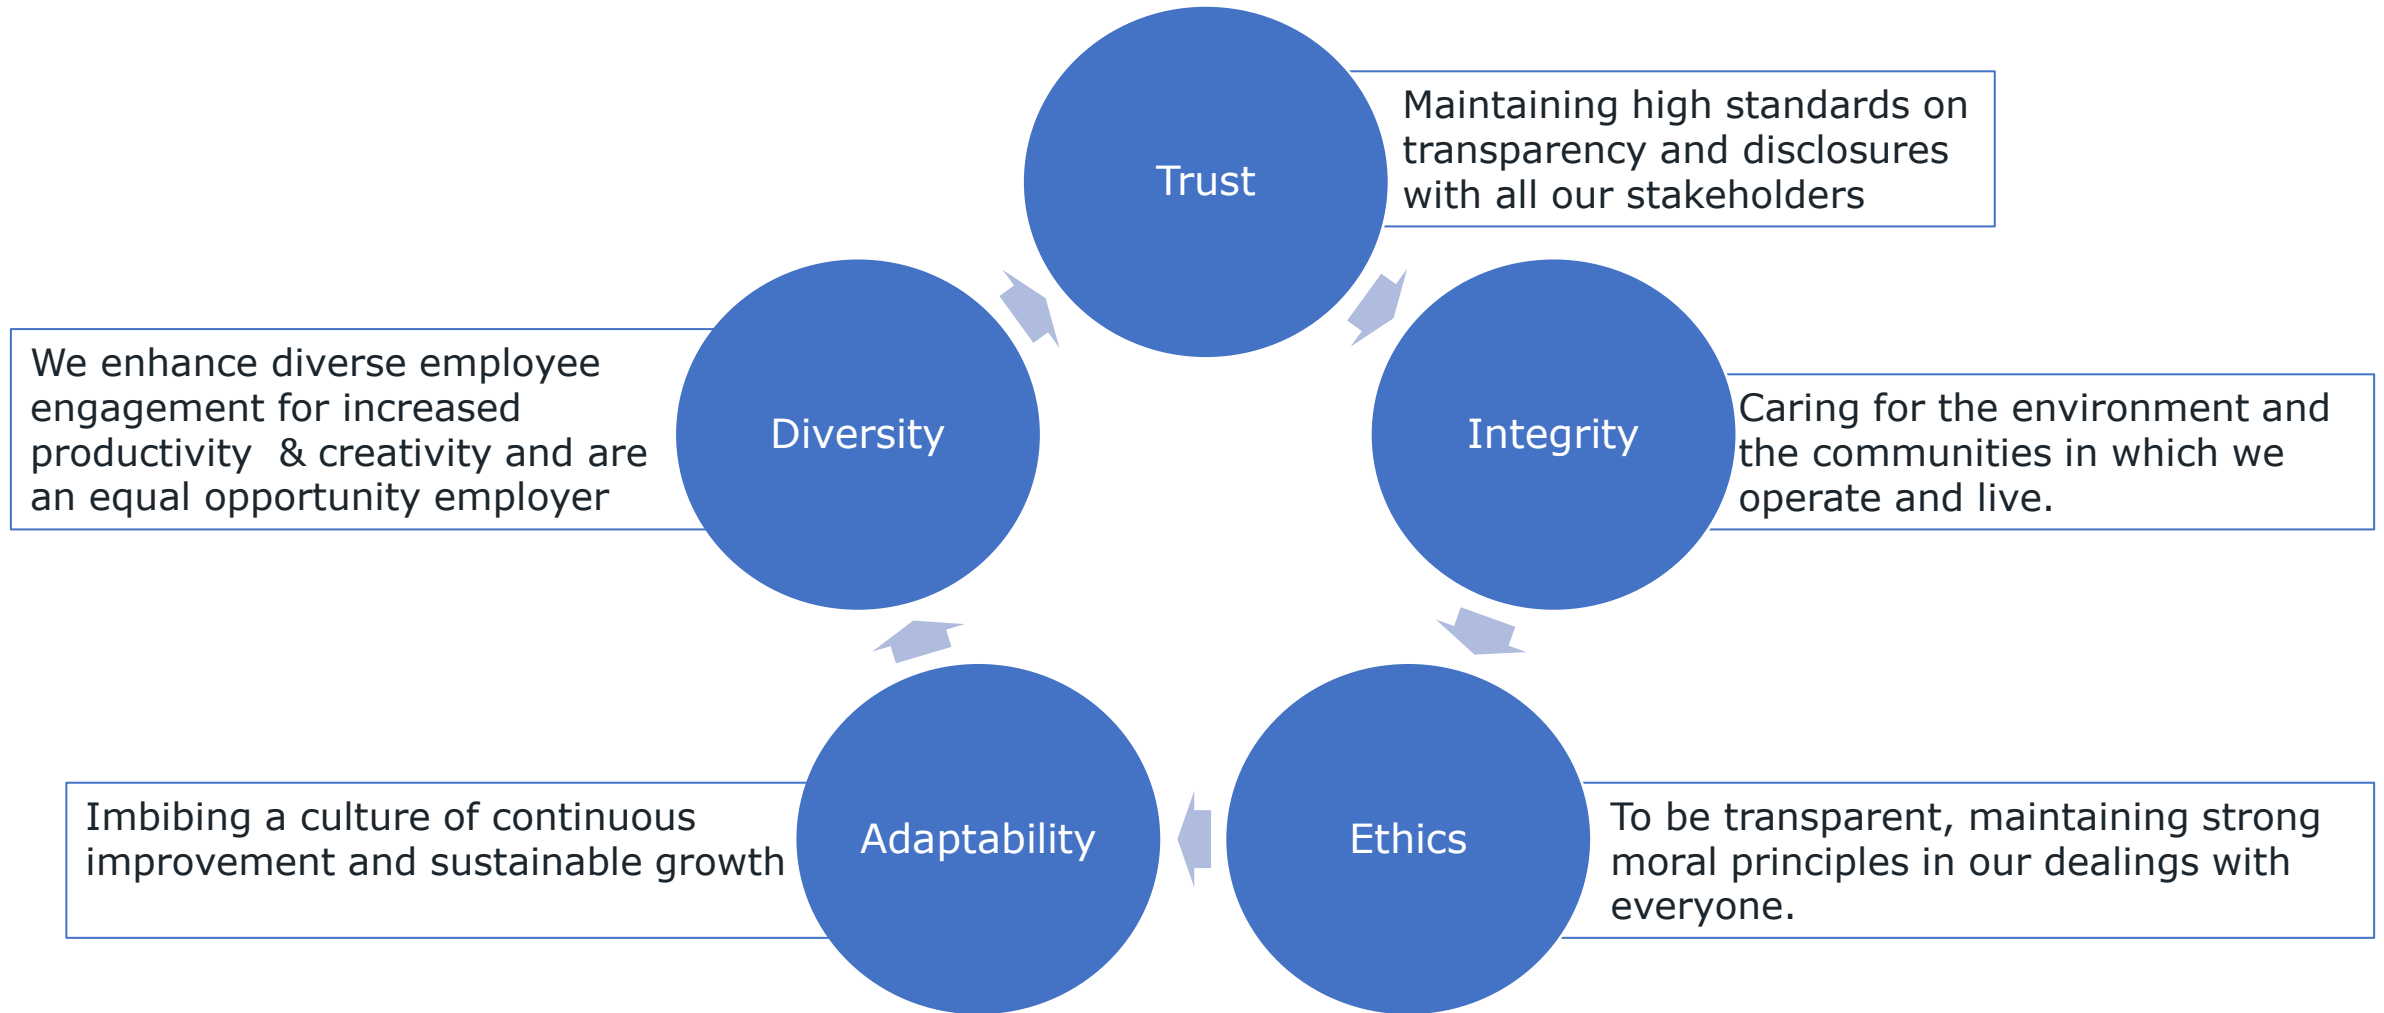 Trust
Maintaining high standards on
transparency and disclosures
with all our stakeholders
Integrity
Caring for the environment and
the communities in which we
operate and live.
Ethics
To be transparent, maintaining strong
moral principles in our dealings with
everyone.
Adaptability
Imbibing a culture of continuous
improvement and sustainable growth
Diversity
We enhance diverse employee
engagement for increased
productivity  & creativity and are
an equal opportunity employer